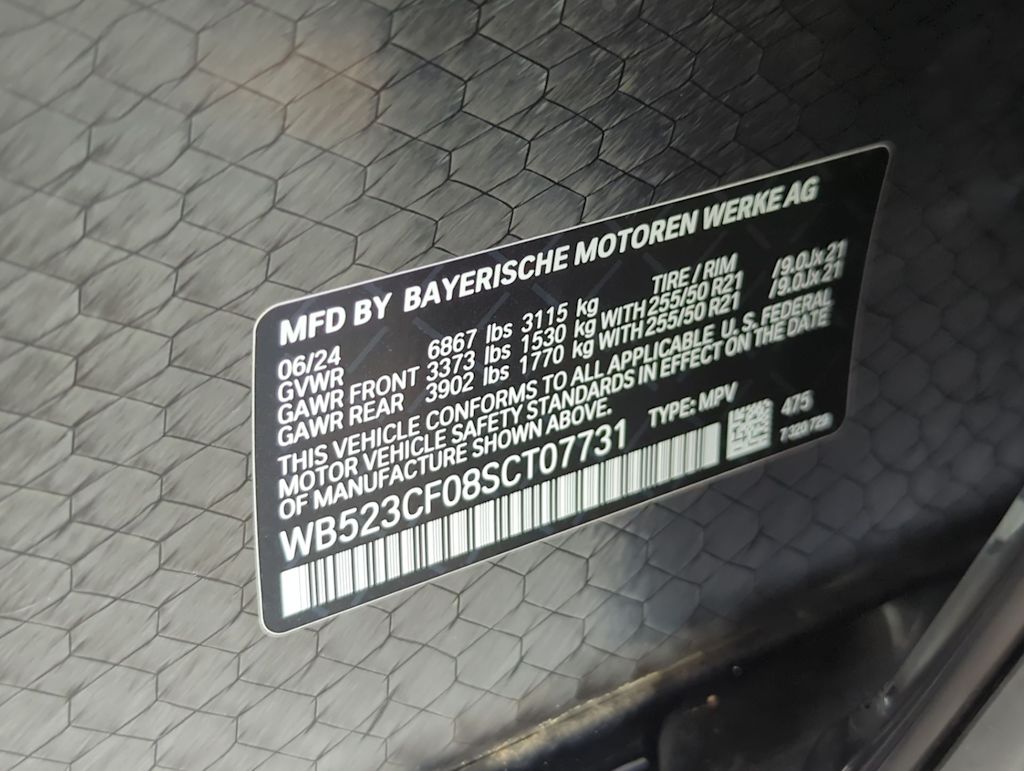 MFD BY BAYERISCHE MOTOREN WERKE AG
06/24 TIRE / RIM
GVWR 6867 lbs 3115 kg
GAWR FRONT 3373 lbs 1530 kg WITH 255/50 R21 /9.0Jx21
GAWR REAR 3902 lbs 1770 kg WITH 255/50 R21 /9.0Jx21
THIS VEHICLE CONFORMS TO ALL APPLICABLE U.S. FEDERAL
MOTOR VEHICLE SAFETY STANDARDS IN EFFECT ON THE DATE
OF MANUFACTURE SHOWN ABOVE.
WB523CF08SCT07731 TYPE: MPV 475